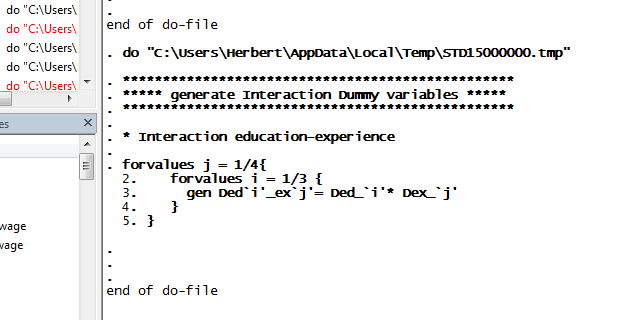 do "C:\Users\
do "C:\Users\
do "C:\Users\
do "C:\Users\
do "C:\Users\
es
wage
wage
.
end of do-file
. do "C:\Users\Herbert\AppData\Local\Temp\STD15000000.tmp"
. *************************************************
. ***** generate Interaction Dummy variables *****
. *************************************************
.
. * Interaction education-experience
.
. forvalues j = 1/4{
2. forvalues i = 1/3 {
3. gen Ded`i'_ex`j'= Ded_`i'* Dex_`j'
4. }
5. }
.
.
.
end of do-file